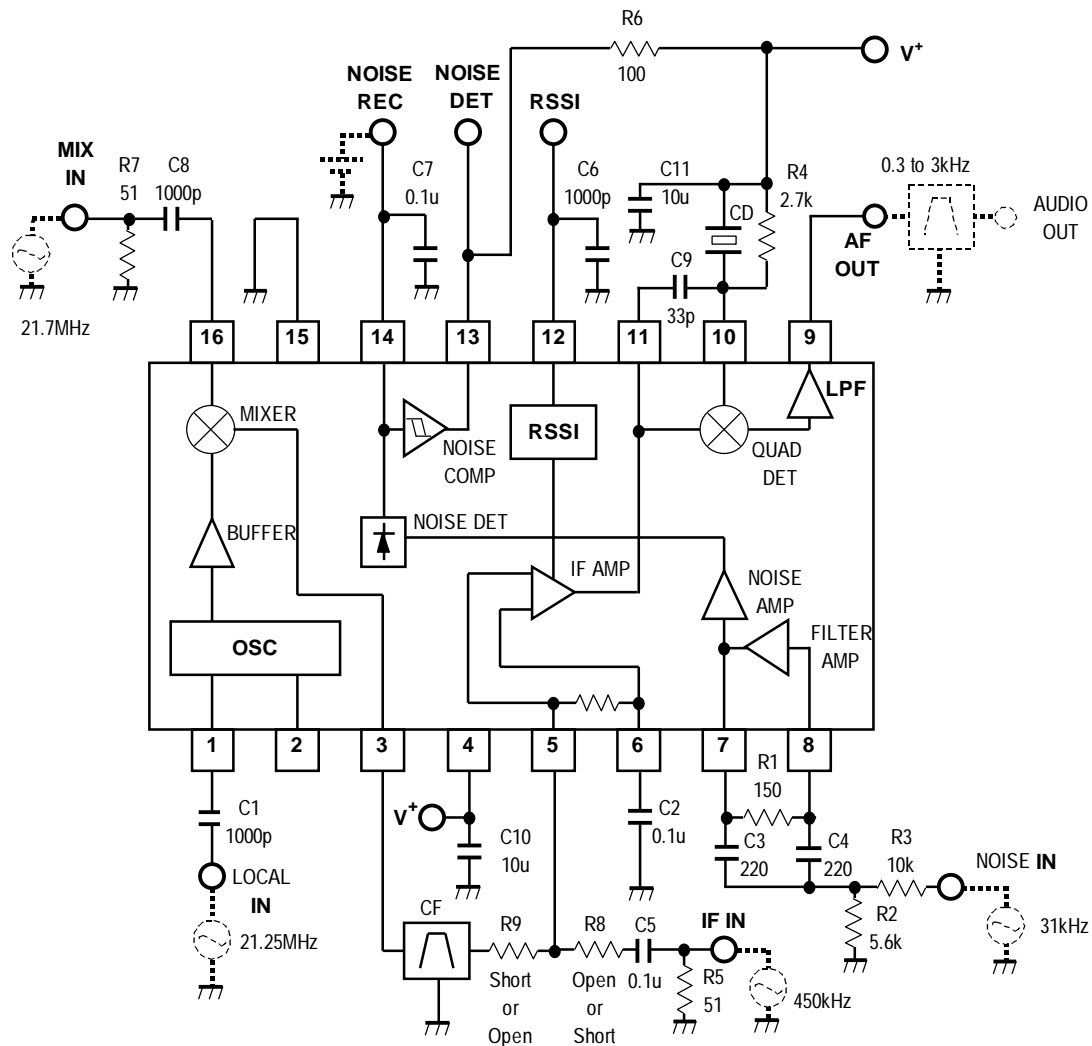 R6
100
V+
NOISE
REC
NOISE
DET
RSSI
MIX
IN
R7
51
C8
1000p
C7
0.1u
C6
1000p
C11
10u
CD
R4
2.7k
0.3 to 3kHz
AF
OUT
AUDIO
OUT
C9
33p
21.7MHz
16
15
14
13
12
11
10
9
MIXER
NOISE
COMP
RSSI
QUAD
DET
LPF
BUFFER
NOISE DET
IF AMP
NOISE
AMP
FILTER
AMP
OSC
1
2
3
4
5
6
7
8
C1
1000p
LOCAL
IN
21.25MHz
V+
C10
10u
C2
0.1u
R1
150
C3
220
C4
220
R3
10k
NOISE IN
R2
5.6k
31kHz
CF
R9
Short
or
Open
R8
Open
or
Short
C5
0.1u
IF IN
R5
51
450kHz